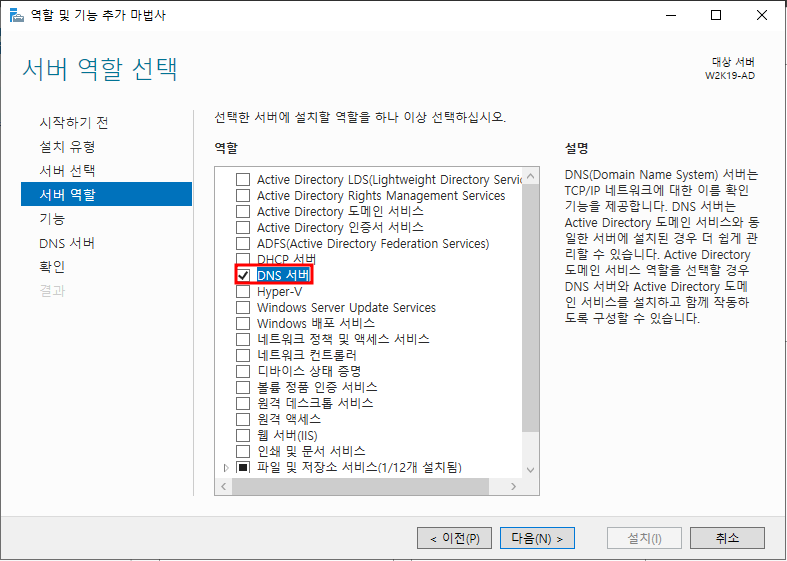 역할 및 기능 추가 마법사
서버 역할 선택
대상 서버
W2K19-AD
시작하기 전
설치 유형
서버 선택
서버 역할
기능
DNS 서버
확인
결과
선택한 서버에 설치할 역할을 하나 이상 선택하십시오.
역할
Active Directory LDS(Lightweight Directory Servic
Active Directory Rights Management Services
Active Directory 도메인 서비스
Active Directory 인증서 서비스
ADFS(Active Directory Federation Services)
DHCP 서버
DNS 서버
Hyper-V
Windows Server Update Services
Windows 배포 서비스
네트워크 정책 및 액세스 서비스
네트워크 컨트롤러
디바이스 상태 증명
볼륨 정품 인증 서비스
원격 데스크톱 서비스
원격 액세스
웹 서버(IIS)
인쇄 및 문서 서비스
파일 및 저장소 서비스(1/12개 설치됨)
설명
DNS(Domain Name System) 서버는
TCP/IP 네트워크에 대한 이름 확인
기능을 제공합니다. DNS 서버는
Active Directory 도메인 서비스와 동
일한 서버에 설치된 경우 더 쉽게 관
리할 수 있습니다. Active Directory
도메인 서비스 역할을 선택할 경우
DNS 서버와 Active Directory 도메
인 서비스를 설치하고 함께 작동하
도록 구성할 수 있습니다.
< 이전(P)
다음(N) >
설치(I)
취소